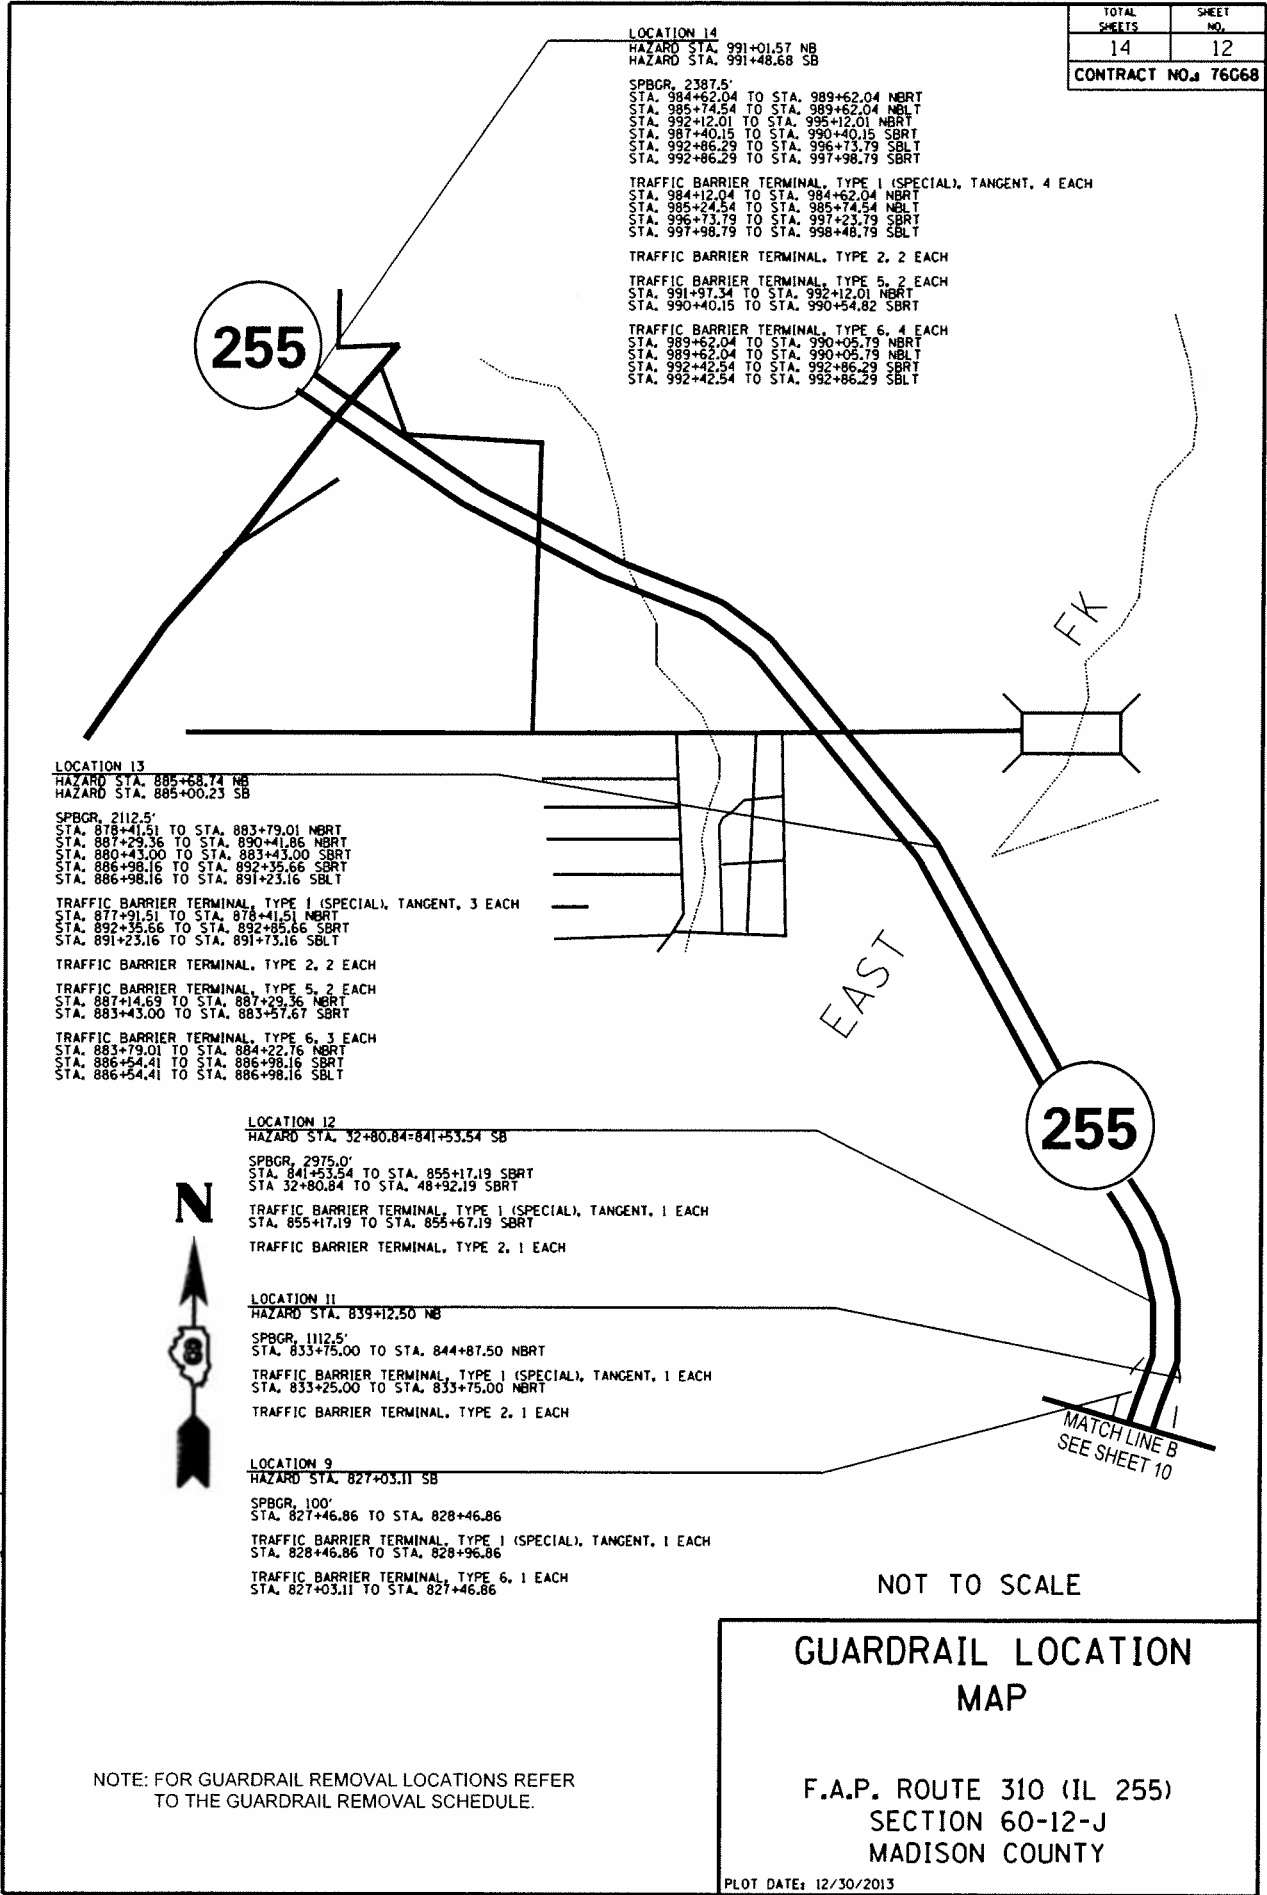 TOTAL SHEETS
SHEET NO.
14
12
CONTRACT NO.: 76G68
LOCATION 14
HAZARD STA. 991+01.57 NB
HAZARD STA. 991+48.68 SB
SPBGR, 2387.5'
STA. 984+62.04 TO STA. 989+62.04 NBRT
STA. 985+74.54 TO STA. 989+62.04 NBLT
STA. 992+12.01 TO STA. 995+12.01 NBRT
STA. 987+40.15 TO STA. 990+40.15 SBRT
STA. 992+86.29 TO STA. 996+73.79 SBLT
STA. 992+86.29 TO STA. 997+98.79 SBRT
TRAFFIC BARRIER TERMINAL, TYPE 1 (SPECIAL), TANGENT, 4 EACH
STA. 984+12.04 TO STA. 984+62.04 NBRT
STA. 985+24.54 TO STA. 985+74.54 NBLT
STA. 996+73.79 TO STA. 997+23.79 SBRT
STA. 997+98.79 TO STA. 998+48.79 SBLT
TRAFFIC BARRIER TERMINAL, TYPE 2, 2 EACH
TRAFFIC BARRIER TERMINAL, TYPE 5, 2 EACH
STA. 991+97.34 TO STA. 992+12.01 NBRT
STA. 990+40.15 TO STA. 990+54.82 SBRT
TRAFFIC BARRIER TERMINAL, TYPE 6, 4 EACH
STA. 989+62.04 TO STA. 990+05.79 NBRT
STA. 989+62.04 TO STA. 990+05.79 NBLT
STA. 992+42.54 TO STA. 992+86.29 SBRT
STA. 992+42.54 TO STA. 992+86.29 SBLT
255
FK
LOCATION 13
HAZARD STA. 885+68.74 NB
HAZARD STA. 885+00.23 SB
SPBGR, 2112.5'
STA. 878+41.51 TO STA. 883+79.01 NBRT
STA. 887+29.36 TO STA. 890+41.86 NBRT
STA. 880+43.00 TO STA. 883+43.00 SBRT
STA. 886+98.16 TO STA. 892+35.66 SBRT
STA. 886+98.16 TO STA. 891+23.16 SBLT
TRAFFIC BARRIER TERMINAL, TYPE 1 (SPECIAL), TANGENT, 3 EACH
STA. 877+91.51 TO STA. 878+41.51 NBRT
STA. 892+35.66 TO STA. 892+85.66 SBRT
STA. 891+23.16 TO STA. 891+73.16 SBLT
TRAFFIC BARRIER TERMINAL, TYPE 2, 2 EACH
TRAFFIC BARRIER TERMINAL, TYPE 5, 2 EACH
STA. 887+14.69 TO STA. 887+29.36 NBRT
STA. 883+43.00 TO STA. 883+57.67 SBRT
TRAFFIC BARRIER TERMINAL, TYPE 6, 3 EACH
STA. 883+79.01 TO STA. 884+22.76 NBRT
STA. 886+54.41 TO STA. 886+98.16 SBRT
STA. 886+54.41 TO STA. 886+98.16 SBLT
EAST
255
LOCATION 12
HAZARD STA. 32+80.84=841+53.54 SB
SPBGR, 2975.0'
STA. 841+53.54 TO STA. 855+17.19 SBRT
STA 32+80.84 TO STA. 48+92.19 SBRT
TRAFFIC BARRIER TERMINAL, TYPE 1 (SPECIAL), TANGENT, 1 EACH
STA. 855+17.19 TO STA. 855+67.19 SBRT
TRAFFIC BARRIER TERMINAL, TYPE 2, 1 EACH
N
8
LOCATION 11
HAZARD STA. 839+12.50 NB
SPBGR, 1112.5'
STA. 833+75.00 TO STA. 844+87.50 NBRT
TRAFFIC BARRIER TERMINAL, TYPE 1 (SPECIAL), TANGENT, 1 EACH
STA. 833+25.00 TO STA. 833+75.00 NBRT
TRAFFIC BARRIER TERMINAL, TYPE 2, 1 EACH
MATCH LINE B
SEE SHEET 10
LOCATION 9
HAZARD STA. 827+03.11 SB
SPBGR, 100'
STA. 827+46.86 TO STA. 828+46.86
TRAFFIC BARRIER TERMINAL, TYPE 1 (SPECIAL), TANGENT, 1 EACH
STA. 828+46.86 TO STA. 828+96.86
TRAFFIC BARRIER TERMINAL, TYPE 6, 1 EACH
STA. 827+03.11 TO STA. 827+46.86
NOT TO SCALE
GUARDRAIL LOCATION
MAP
F.A.P. ROUTE 310 (IL 255)
SECTION 60-12-J
MADISON COUNTY
PLOT DATE: 12/30/2013
NOTE: FOR GUARDRAIL REMOVAL LOCATIONS REFER
TO THE GUARDRAIL REMOVAL SCHEDULE.